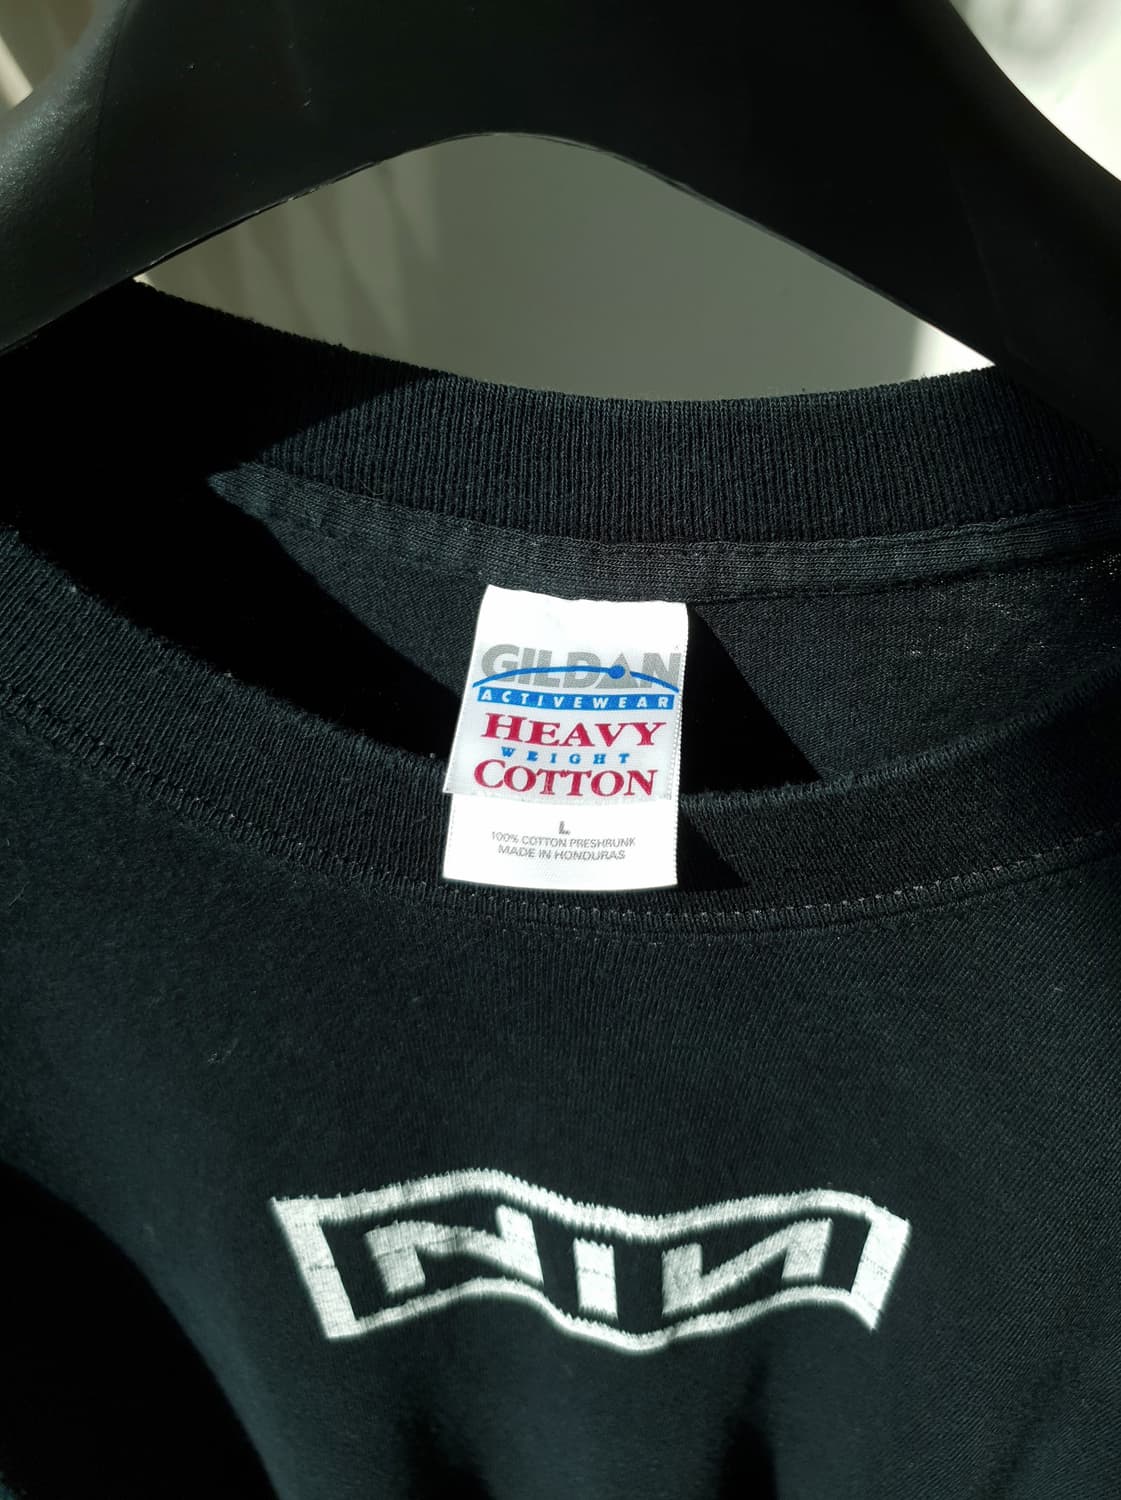 GILDAN
ACTIVEWEAR
HEAVY
WEIGHT
COTTON
L
100% COTTON PRESHRUNK
MADE IN HONDURAS
NIN